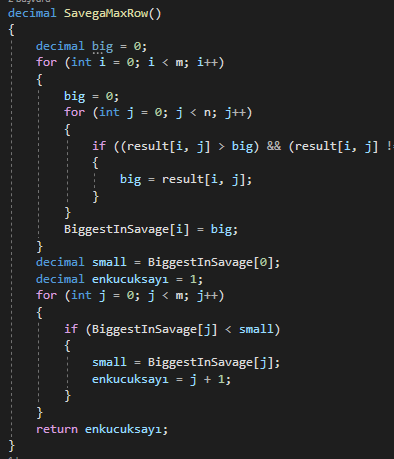 decimal SavegaMaxRow()
{
decimal big = 0;
for (int i = 0; i < m; i++)
{
big = 0;
for (int j = 0; j < n; j++)
{
if ((result[i, j] > big) && (result[i, j] !
{
big = result[i, j];
}
}
BiggestInSavage[i] = big;
}
decimal small = BiggestInSavage[0];
decimal enkucuksayı = 1;
for (int j = 0; j < m; j++)
{
if (BiggestInSavage[j] < small)
{
small = BiggestInSavage[j];
enkucuksayı = j + 1;
}
}
return enkucuksayı;
}